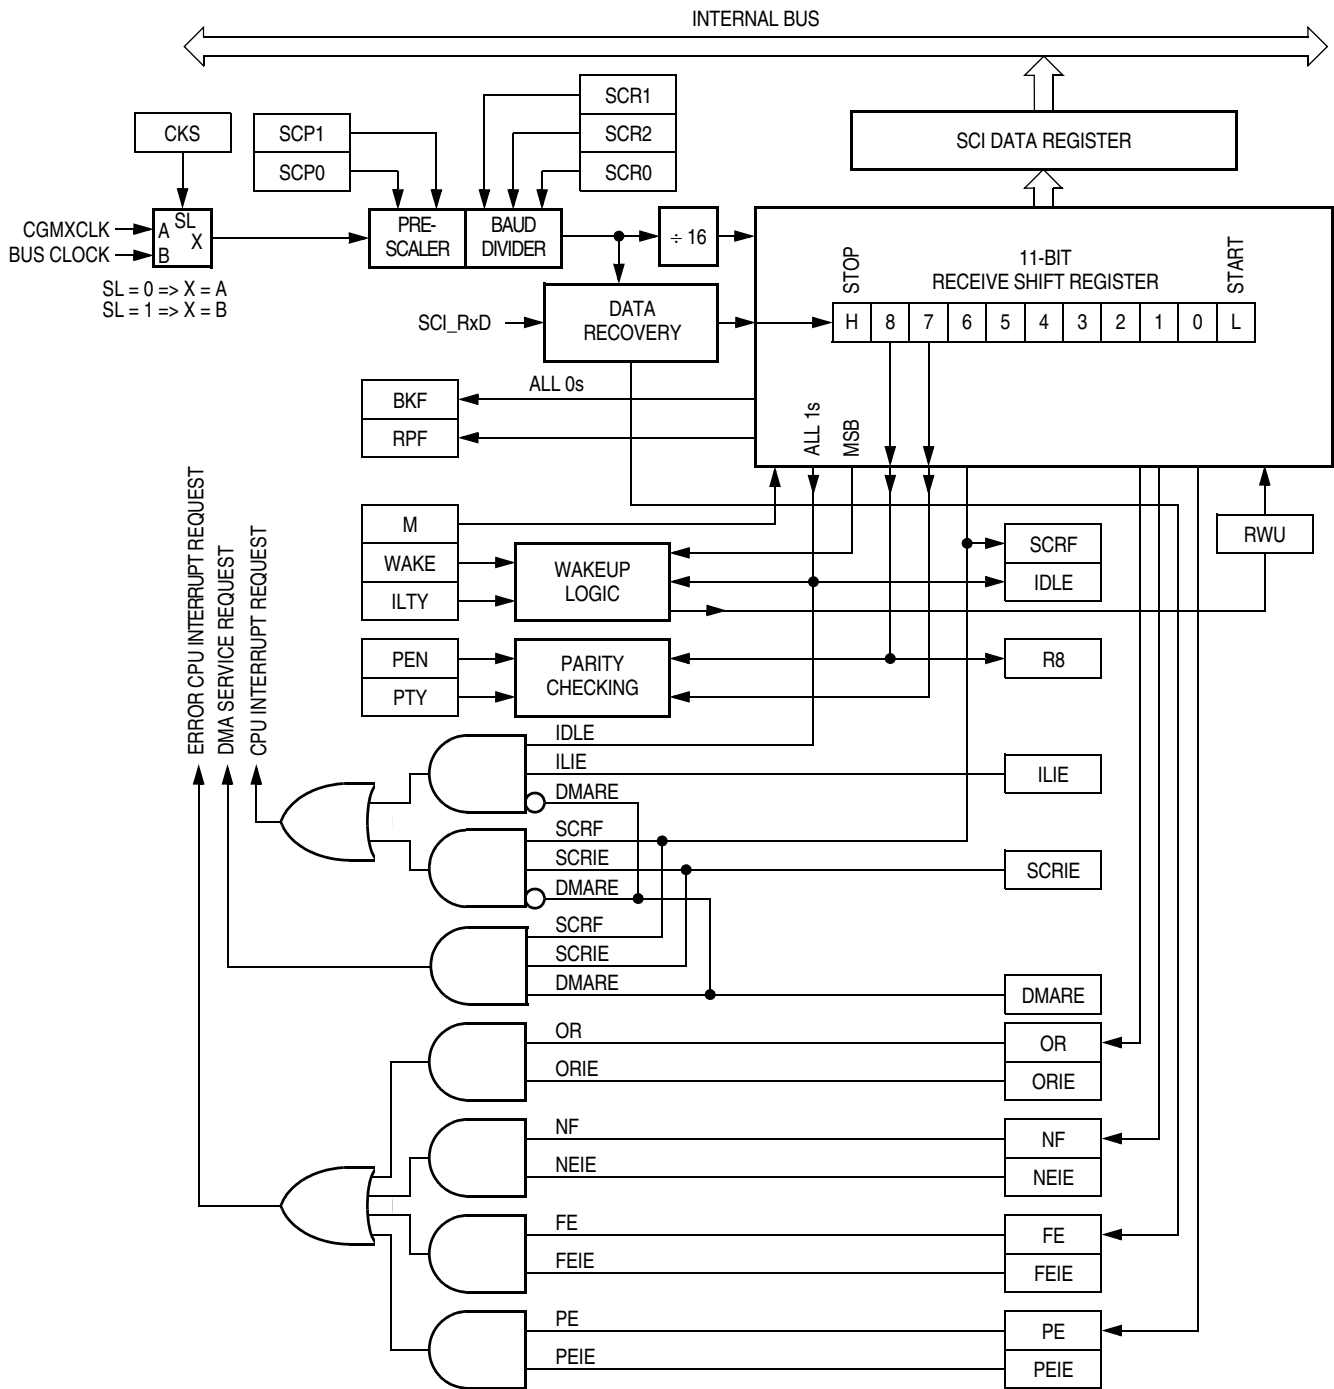 INTERNAL BUS
SCR1
SCR2
SCR0
CKS
SCP1
SCP0
SCI DATA REGISTER
CGMXCLK
BUS CLOCK
A
SL
X
B
SL = 0 => X = A
SL = 1 => X = B
PRE-
SCALER
BAUD
DIVIDER
÷ 16
STOP
11-BIT
RECEIVE SHIFT REGISTER
START
SCI_RxD
DATA
RECOVERY
H 8 7 6 5 4 3 2 1 0 L
ALL 0s
BKF
RPF
ALL 1s
MSB
ERROR CPU INTERRUPT REQUEST
DMA SERVICE REQUEST
CPU INTERRUPT REQUEST
M
WAKE
ILTY
WAKEUP
LOGIC
SCRF
IDLE
RWU
PEN
PTY
PARITY
CHECKING
R8
IDLE
ILIE
DMARE
ILIE
SCRF
SCRIE
DMARE
SCRIE
SCRF
SCRIE
DMARE
DMARE
OR
ORIE
OR
ORIE
NF
NEIE
NF
NEIE
FE
FEIE
FE
FEIE
PE
PEIE
PE
PEIE